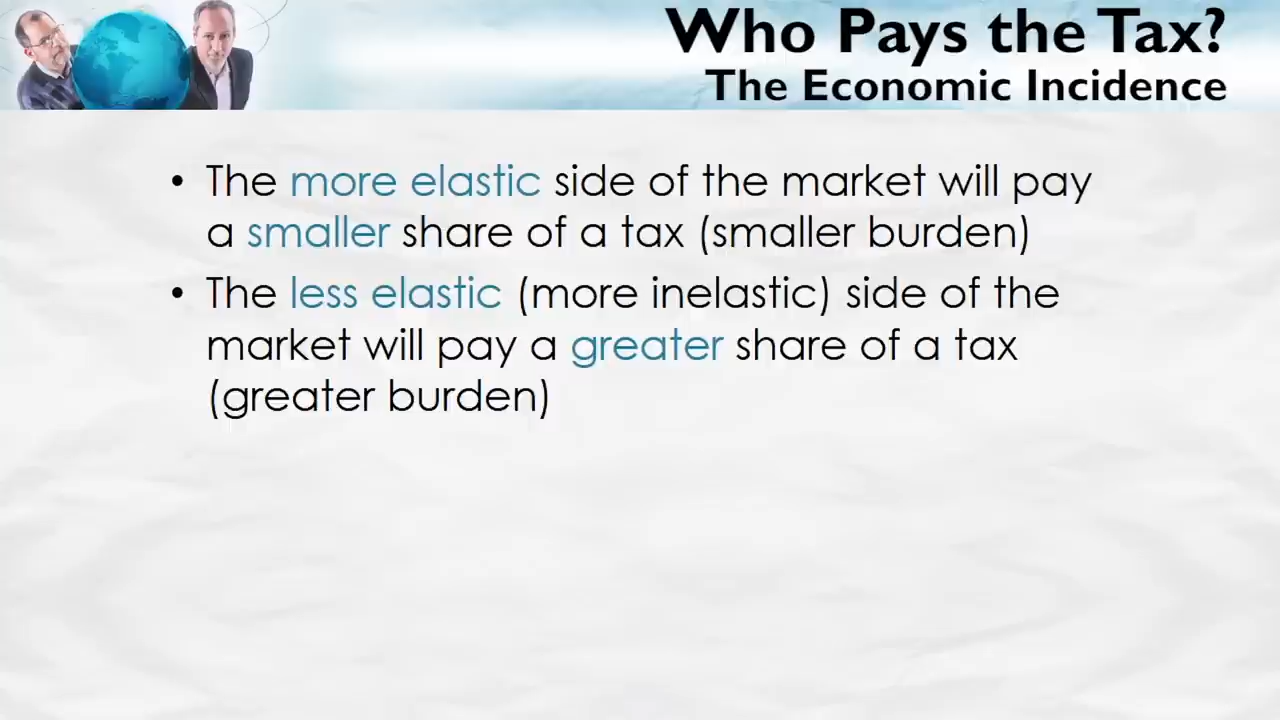 Who Pays the Tax?
The Economic Incidence
• The more elastic side of the market will pay
a smaller share of a tax (smaller burden)
• The less elastic (more inelastic) side of the
market will pay a greater share of a tax
(greater burden)